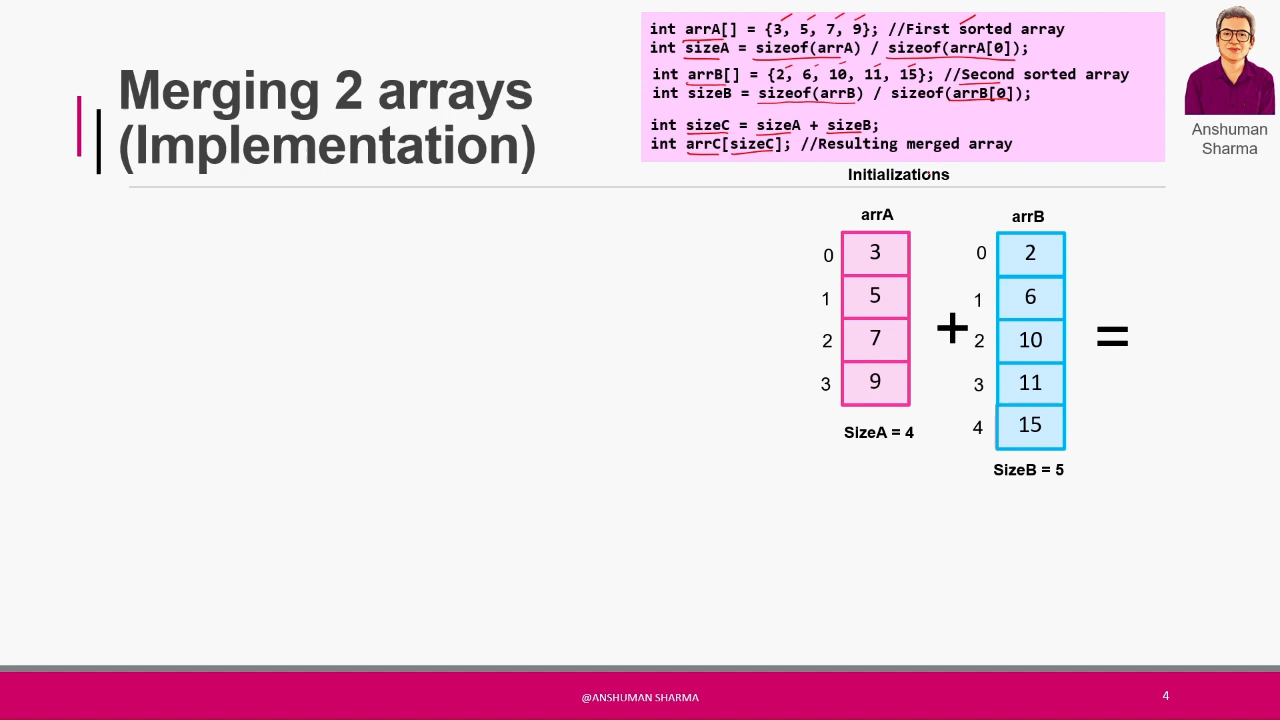 Merging 2 arrays
(Implementation)
int arrA[] = {3, 5, 7, 9}; //First sorted array
int sizeA = sizeof(arrA) / sizeof(arrA[0]);
int arrB[] = {2, 6, 10, 11, 15}; //Second sorted array
int sizeB = sizeof(arrB) / sizeof(arrB[0]);
int sizeC = sizeA + sizeB;
int arrC[sizeC]; //Resulting merged array
Initializations
Anshuman
Sharma
arrA
0 3
1 5
2 7
3 9
SizeA = 4
+
arrB
0 2
1 6
2 10
3 11
4 15
SizeB = 5
=
@ANSHUMAN SHARMA
4